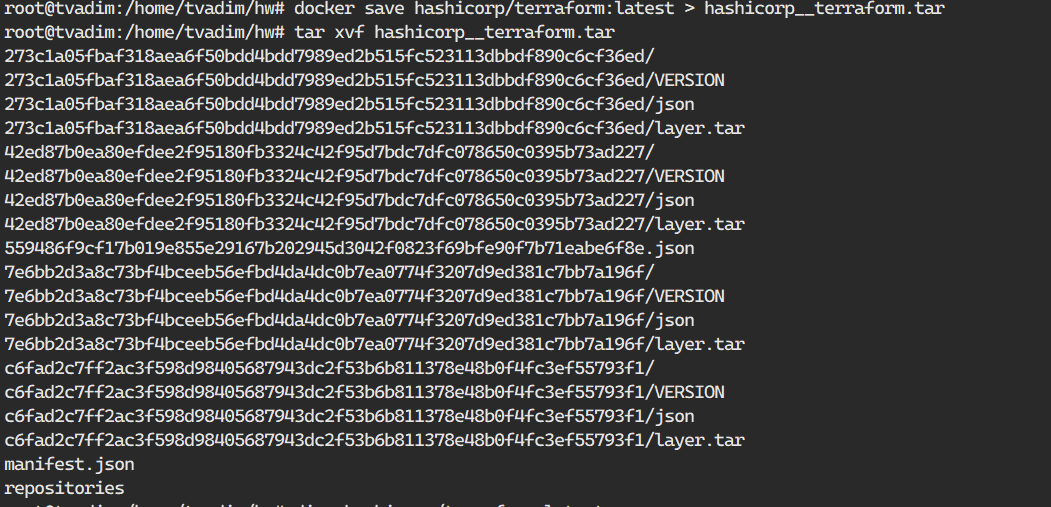 root@tvadim:/home/tvadim/hw# docker save hashicorp/terraform:latest > hashicorp__terraform.tar
root@tvadim:/home/tvadim/hw# tar xvf hashicorp__terraform.tar
273c1a05fbaf318aea6f50bdd4bdd7989ed2b515fc523113dbbdf890c6cf36ed/
273c1a05fbaf318aea6f50bdd4bdd7989ed2b515fc523113dbbdf890c6cf36ed/VERSION
273c1a05fbaf318aea6f50bdd4bdd7989ed2b515fc523113dbbdf890c6cf36ed/json
273c1a05fbaf318aea6f50bdd4bdd7989ed2b515fc523113dbbdf890c6cf36ed/layer.tar
42ed87b0ea80efdee2f95180fb3324c42f95d7bdc7dfc078650c0395b73ad227/
42ed87b0ea80efdee2f95180fb3324c42f95d7bdc7dfc078650c0395b73ad227/VERSION
42ed87b0ea80efdee2f95180fb3324c42f95d7bdc7dfc078650c0395b73ad227/json
42ed87b0ea80efdee2f95180fb3324c42f95d7bdc7dfc078650c0395b73ad227/layer.tar
559486f9cf17b019e855e29167b202945d3042f0823f69bfe90f7b71eabe6f8e.json
7e6bb2d3a8c73bf4bceeb56efbd4da4dc0b7ea0774f3207d9ed381c7bb7a196f/
7e6bb2d3a8c73bf4bceeb56efbd4da4dc0b7ea0774f3207d9ed381c7bb7a196f/VERSION
7e6bb2d3a8c73bf4bceeb56efbd4da4dc0b7ea0774f3207d9ed381c7bb7a196f/json
7e6bb2d3a8c73bf4bceeb56efbd4da4dc0b7ea0774f3207d9ed381c7bb7a196f/layer.tar
c6fad2c7ff2ac3f598d98405687943dc2f53b6b811378e48b0f4fc3ef55793f1/
c6fad2c7ff2ac3f598d98405687943dc2f53b6b811378e48b0f4fc3ef55793f1/VERSION
c6fad2c7ff2ac3f598d98405687943dc2f53b6b811378e48b0f4fc3ef55793f1/json
c6fad2c7ff2ac3f598d98405687943dc2f53b6b811378e48b0f4fc3ef55793f1/layer.tar
manifest.json
repositories